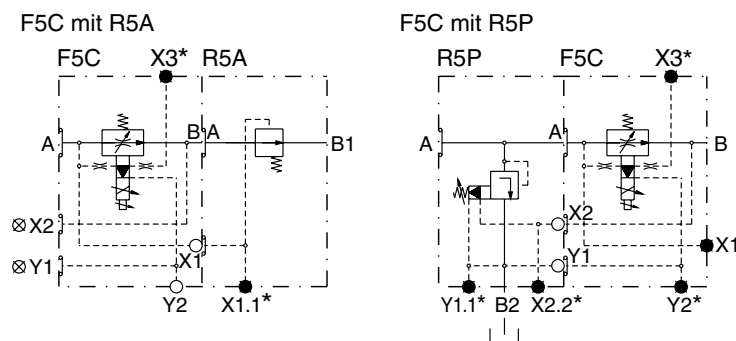 F5C mit R5A
F5C X3* R5A
A B A B1
X2
Y1 X1
Y2 X1.1*
F5C mit R5P
R5P F5C X3*
A A B
X2
Y1 X1
Y1.1* B2 X2.2* Y2*